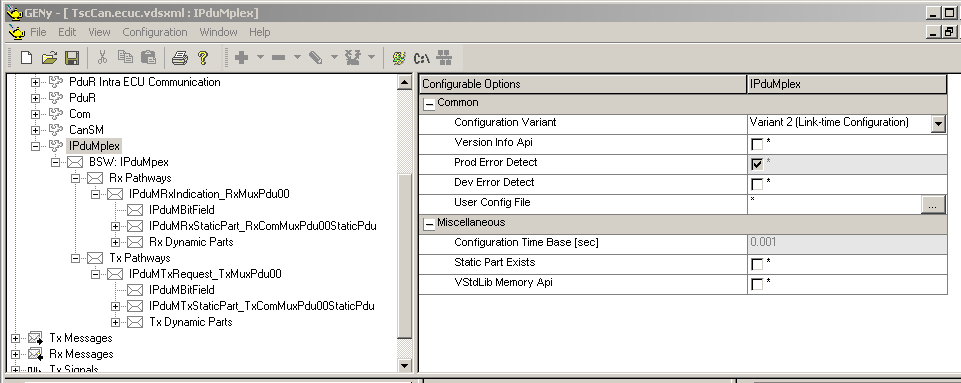 GENy - [ TscCan.ecuc.vdsxml : IPduMplex]
File Edit View Configuration Window Help
C:\
PduR Intra ECU Communication
PduR
Com
CanSM
IPduMplex
BSW: IPduMpex
Rx Pathways
IPduMRxIndication_RxMuxPdu00
IPduMBitField
IPduMRxStaticPart_RxComMuxPdu00StaticPdu
Rx Dynamic Parts
Tx Pathways
IPduMTxRequest_TxMuxPdu00
IPduMBitField
IPduMTxStaticPart_TxComMuxPdu00StaticPdu
Tx Dynamic Parts
Tx Messages
Rx Messages
Tx Signals
Configurable Options IPduMplex
Common
Configuration Variant Variant 2 (Link-time Configuration)
Version Info Api *
Prod Error Detect *
Dev Error Detect *
User Config File * ...
Miscellaneous
Configuration Time Base [sec] 0.001
Static Part Exists *
VStdLib Memory Api *